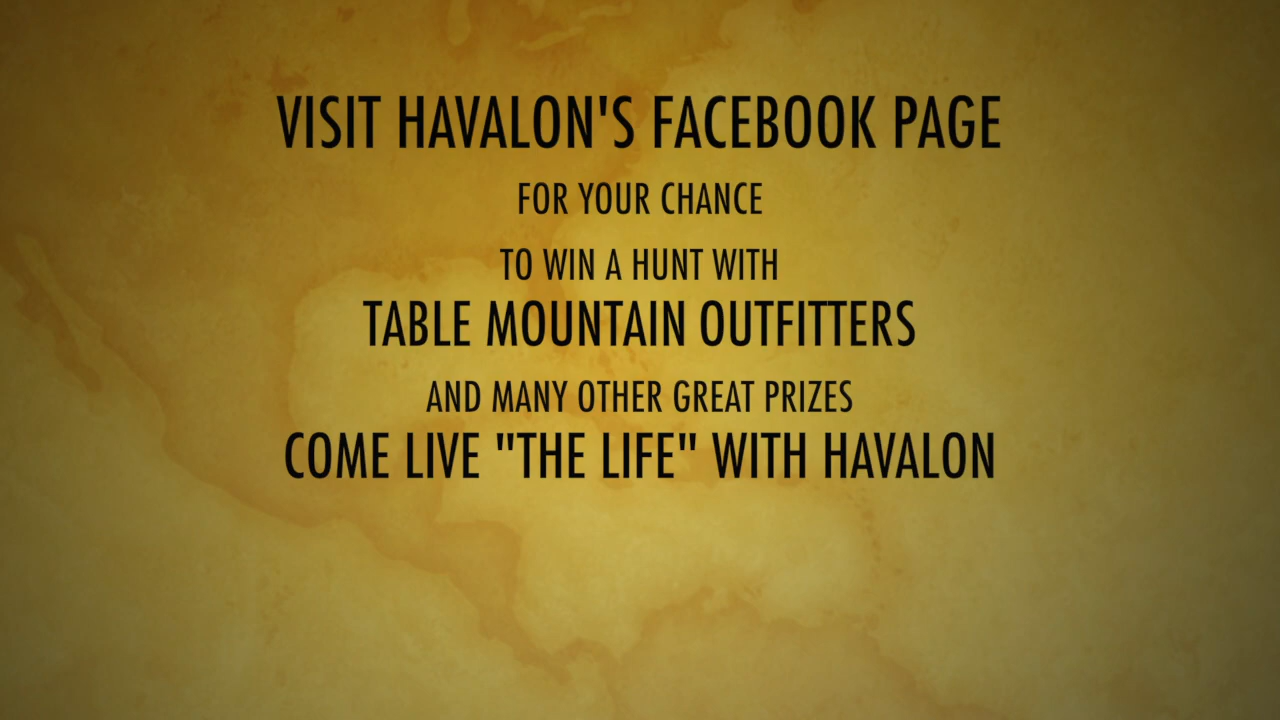 VISIT HAVALON'S FACEBOOK PAGE
FOR YOUR CHANCE
TO WIN A HUNT WITH
TABLE MOUNTAIN OUTFITTERS
AND MANY OTHER GREAT PRIZES
COME LIVE "THE LIFE" WITH HAVALON